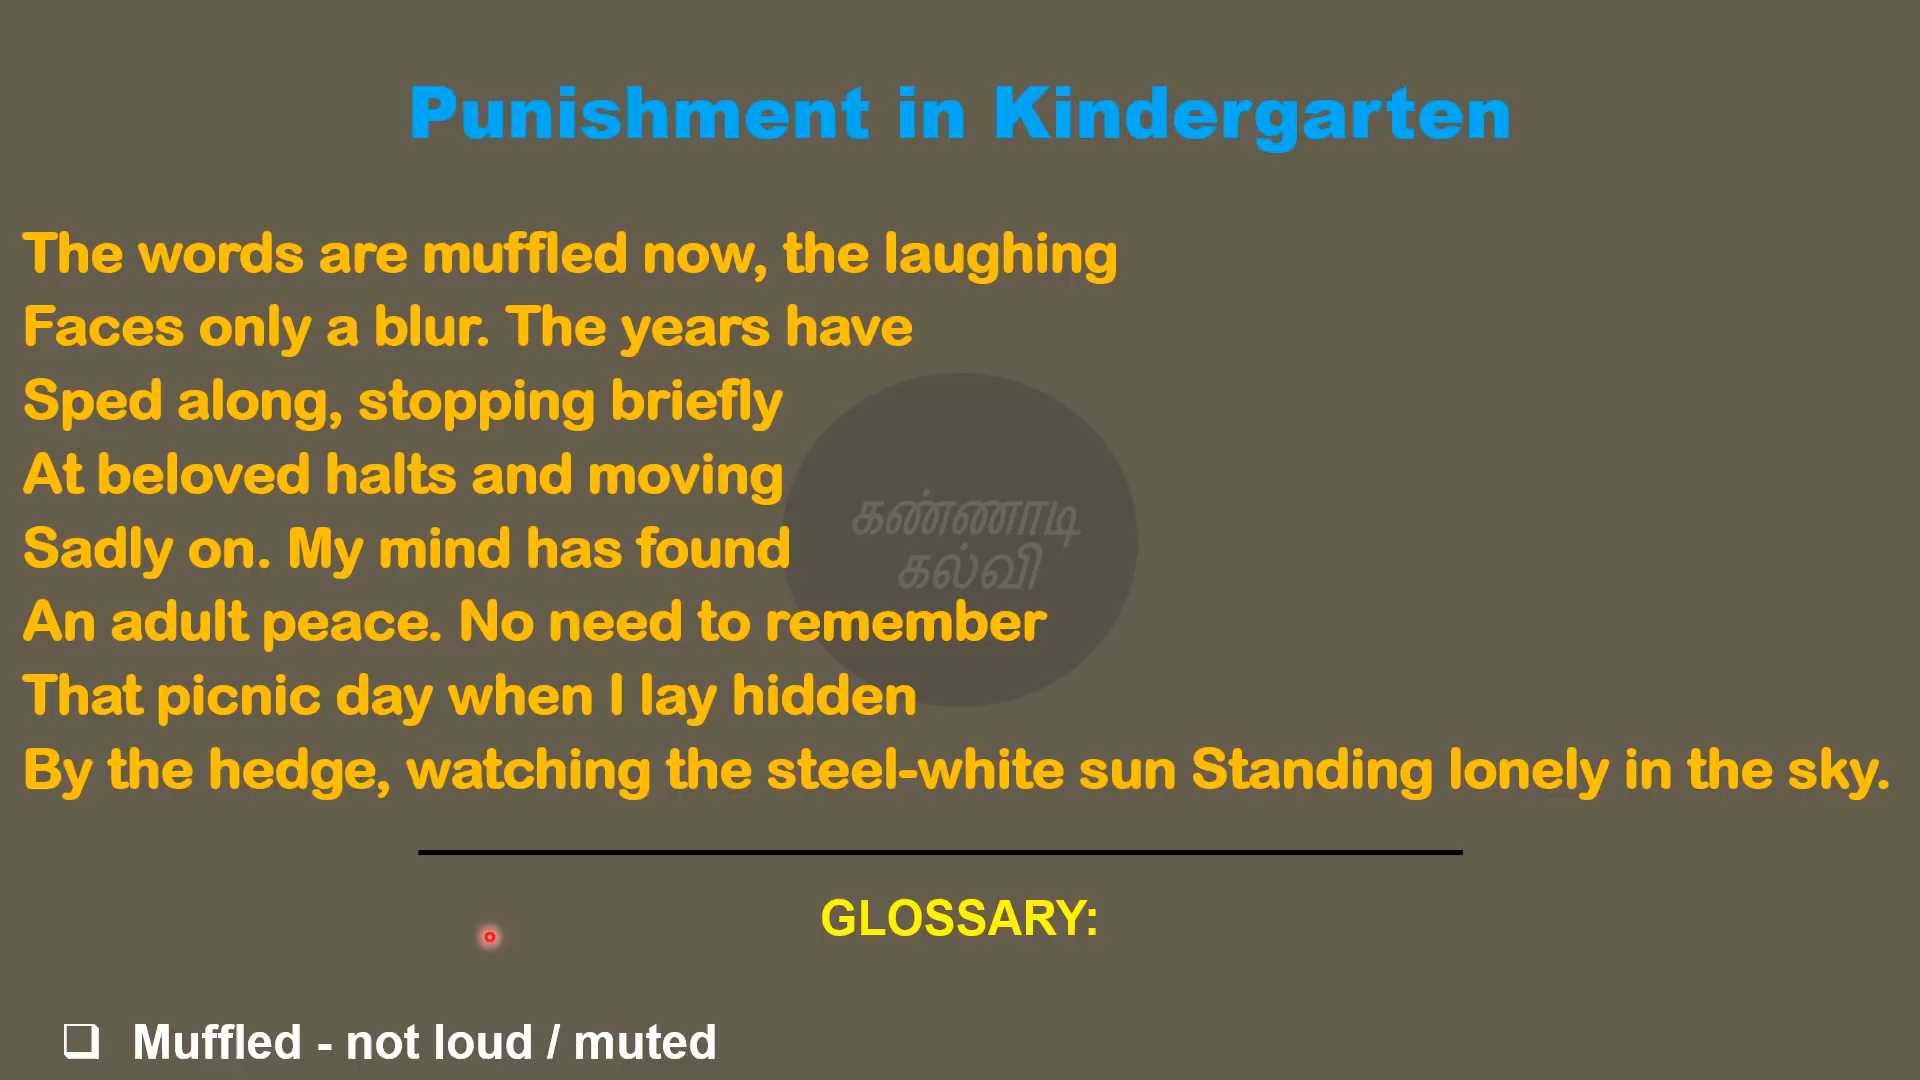 Punishment in Kindergarten
The words are muffled now, the laughing
Faces only a blur. The years have
Sped along, stopping briefly
At beloved halts and moving
Sadly on. My mind has found
An adult peace. No need to remember
That picnic day when I lay hidden
By the hedge, watching the steel-white sun Standing lonely in the sky.
கண்ணாடி
கல்வி
GLOSSARY:
❑ Muffled - not loud / muted